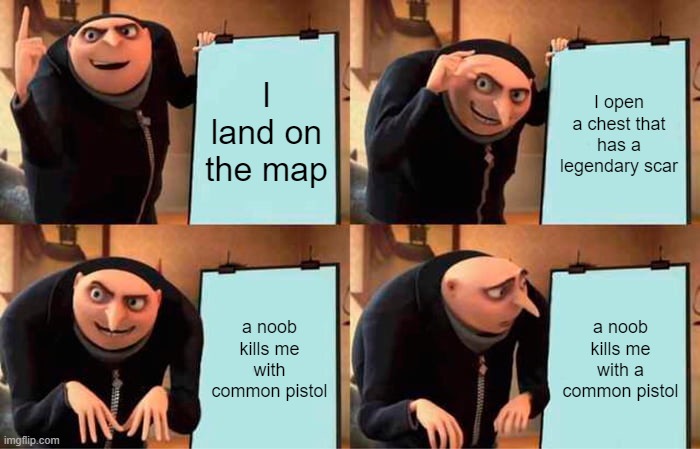 I
land on
the map
I open
a chest that
has a
legendary scar
a noob
kills me
with
common pistol
a noob
kills me
with a
common pistol
imgflip.com